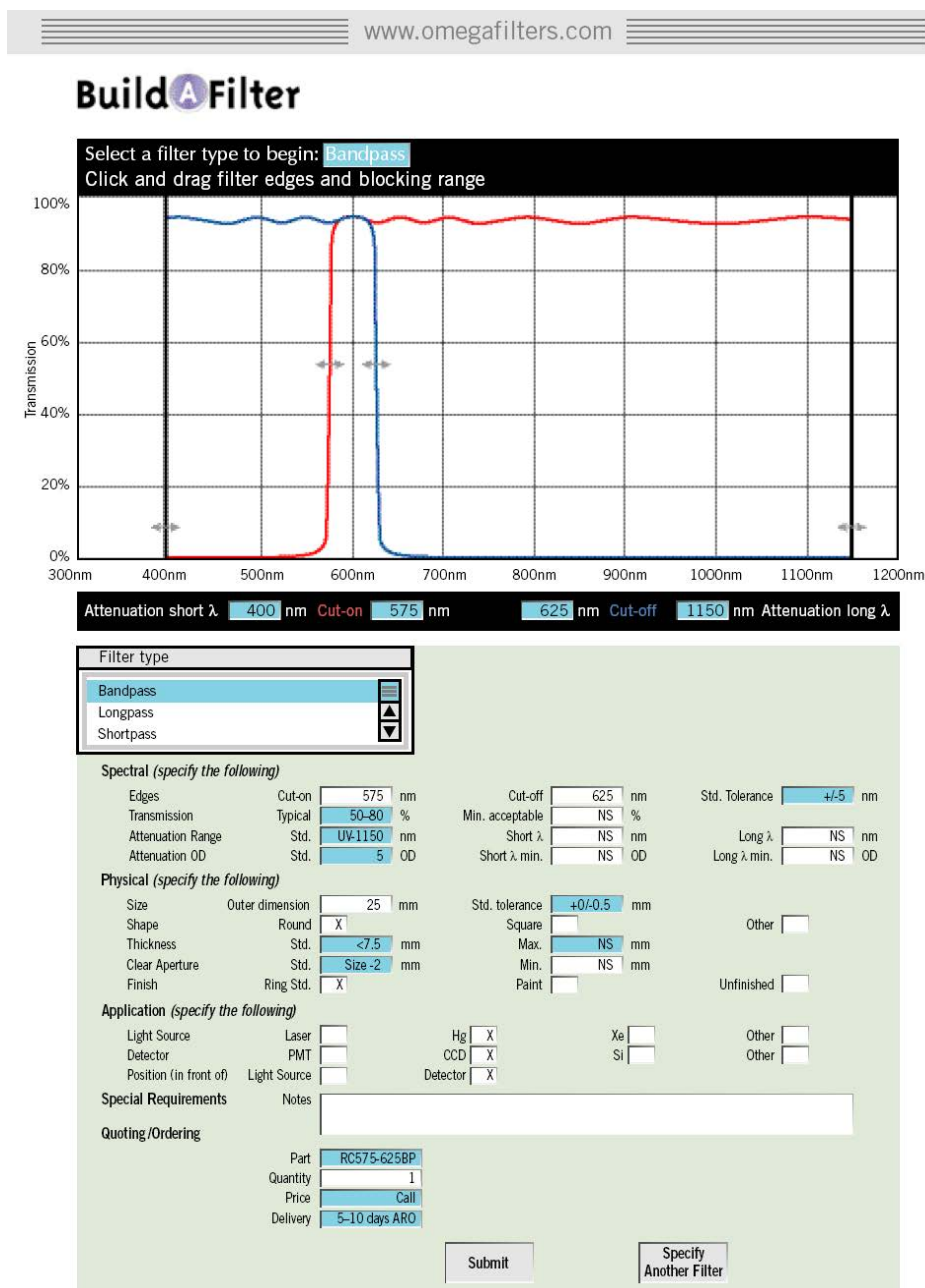 www.omegafilters.com
Build A Filter
Select a filter type to begin: Bandpass
Click and drag filter edges and blocking range
Transmission
100%
80%
60%
40%
20%
0%
300nm 400nm 500nm 600nm 700nm 800nm 900nm 1000nm 1100nm 1200nm
Attenuation short λ 400 nm Cut-on 575 nm 625 nm Cut-off 1150 nm Attenuation long λ
Filter type
Bandpass
Longpass
Shortpass
Spectral (specify the following)
Edges Cut-on 575 nm Cut-off 625 nm Std. Tolerance +/-5 nm
Transmission Typical 50–80 % Min. acceptable NS %
Attenuation Range Std. UV-1150 nm Short λ NS nm Long λ NS nm
Attenuation OD Std. 5 OD Short λ min. NS OD Long λ min. NS OD
Physical (specify the following)
Size Outer dimension 25 mm Std. tolerance +0/-0.5 mm
Shape Round X Square Other
Thickness Std. <7.5 mm Max. NS mm
Clear Aperture Std. Size -2 mm Min. NS mm
Finish Ring Std. X Paint Unfinished
Application (specify the following)
Light Source Laser Hg X Xe Other
Detector PMT CCD X Si Other
Position (in front of) Light Source Detector X
Special Requirements Notes
Quoting/Ordering
Part RC575-625BP
Quantity 1
Price Call
Delivery 5–10 days ARO
Submit
Specify
Another Filter